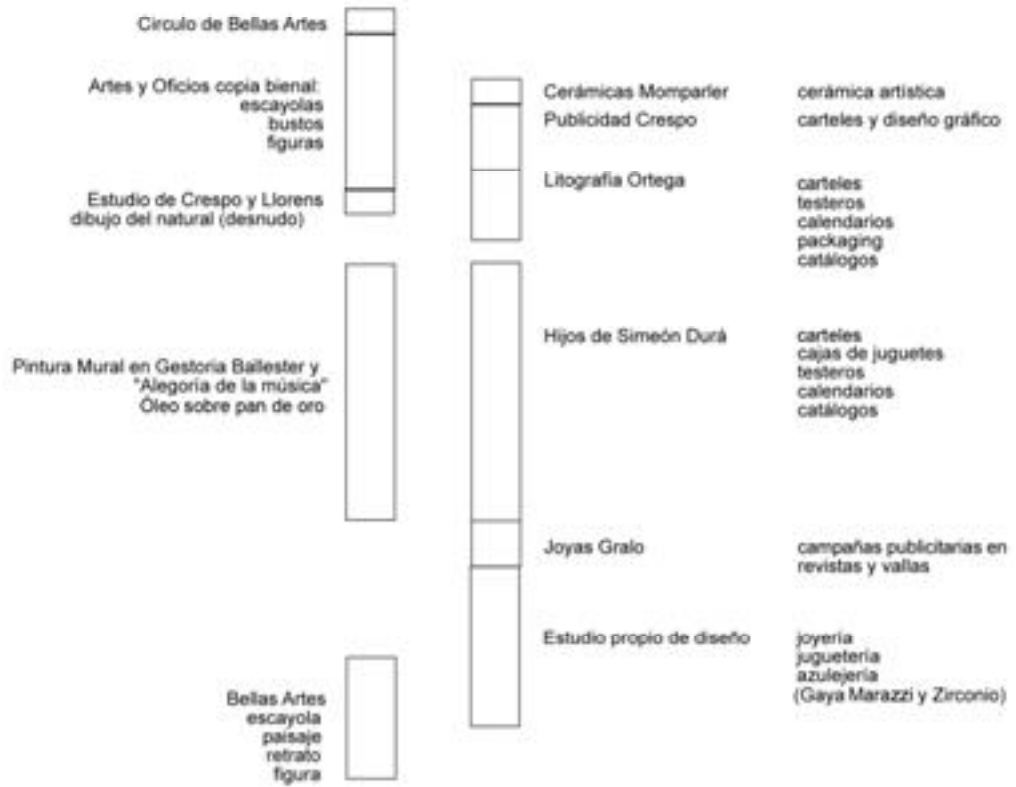 Circulo de Bellas Artes
Artes y Oficios copia bienal:
escayolas
bustos
figuras
Estudio de Crespo y Llorens
dibujo del natural (desnudo)
Pintura Mural en Gestoria Ballester y
"Alegoría de la música"
Óleo sobre pan de oro
Bellas Artes
escayola
paisaje
retrato
figura
Cerámicas Momparler
cerámica artística
Publicidad Crespo
carteles y diseño gráfico
Litografía Ortega
carteles
testeros
calendarios
packaging
catálogos
Hijos de Simeón Durá
carteles
cajas de juguetes
testeros
calendarios
catálogos
Joyas Gralo
campañas publicitarias en
revistas y vallas
Estudio propio de diseño
joyería
juguetería
azulejería
(Gaya Marazzi y Zirconio)